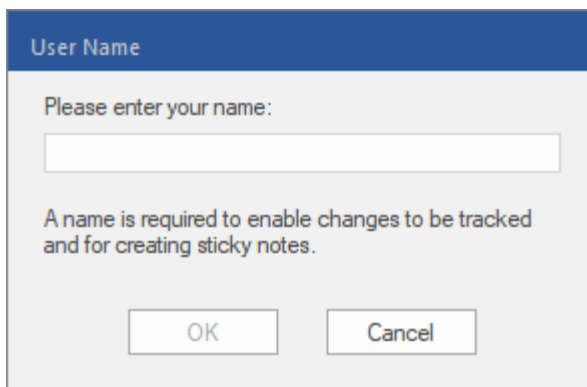 User Name
Please enter your name:
A name is required to enable changes to be tracked
and for creating sticky notes.
OK
Cancel